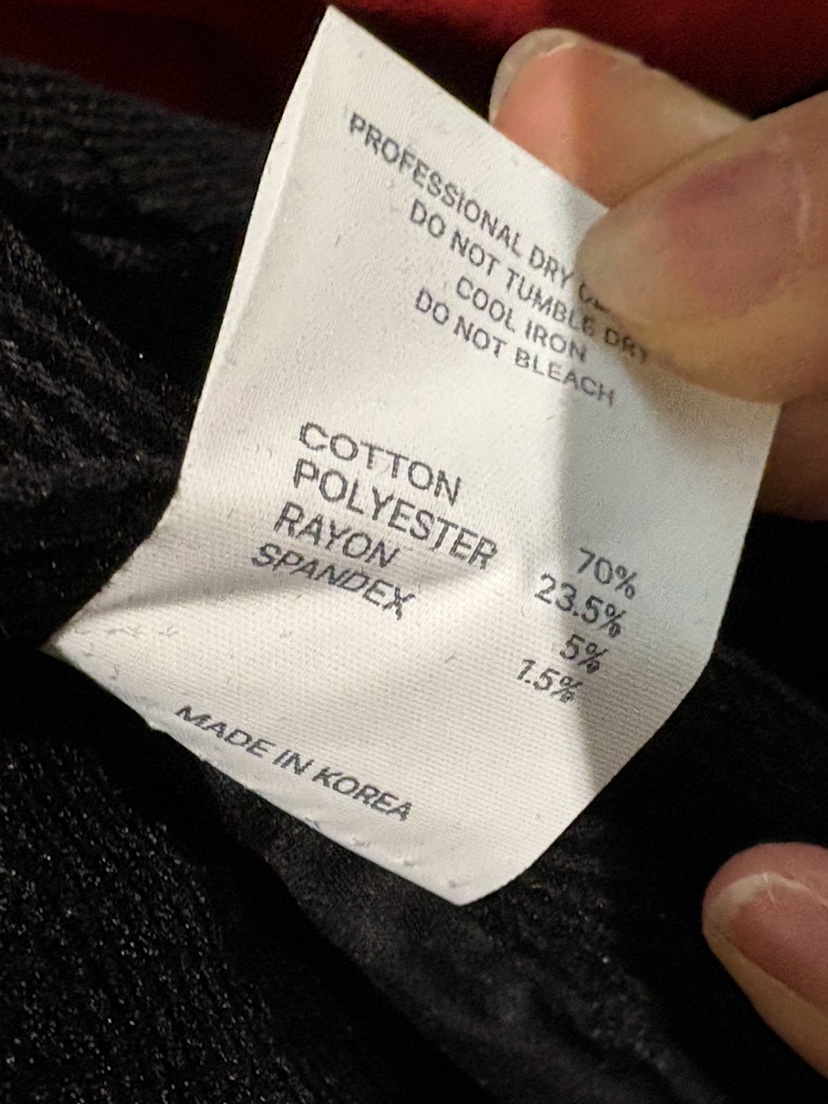 PROFESSIONAL DRY
DO NOT TUMBLE DRY
COOL IRON
DO NOT BLEACH
COTTON 70%
POLYESTER 23.5%
RAYON 5%
SPANDEX 1.5%
MADE IN KOREA